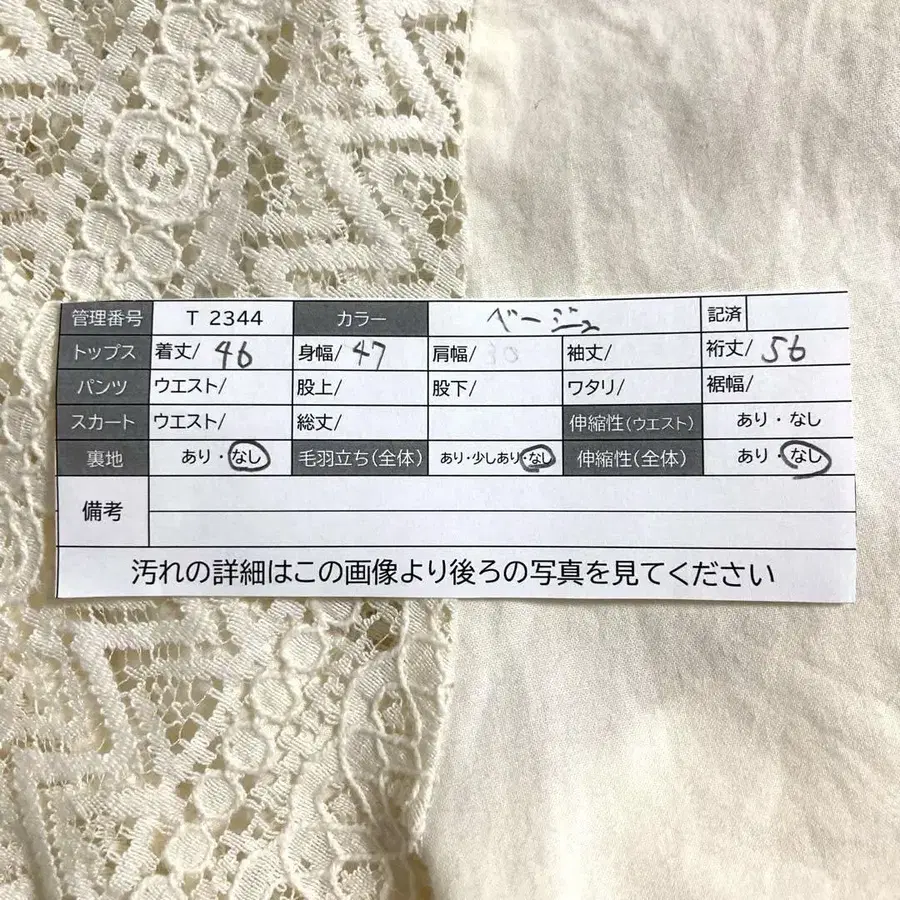 管理番号 T 2344 カラー ベージュ 記済
トップス 着丈/ 46 身幅/ 47 肩幅/ 30 袖丈/ 裄丈/ 56
パンツ ウエスト/ 股上/ 股下/ ワタリ/ 裾幅/
スカート ウエスト/ 総丈/ 伸縮性(ウエスト) あり・なし
裏地 あり・なし 毛羽立ち(全体) あり・少しあり・なし 伸縮性(全体) あり・なし
備考
汚れの詳細はこの画像より後ろの写真を見てください